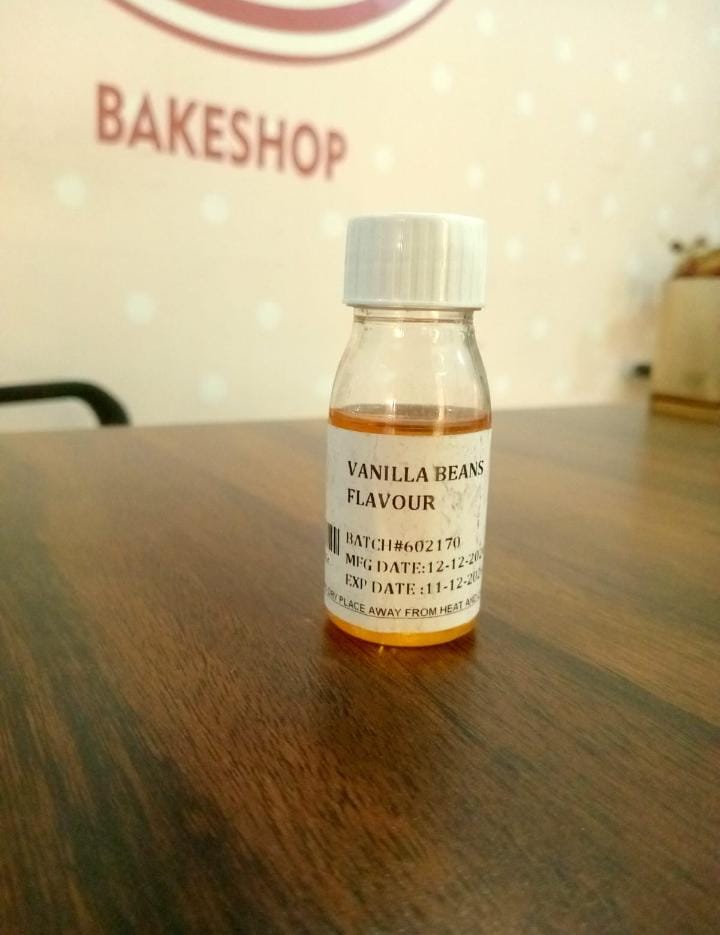 BAKESHOP
VANILLA BEANS
FLAVOUR
BATCH#602170
MFG DATE:12-12-202
EXP DATE :11-12-202
DRY PLACE AWAY FROM HEAT AND